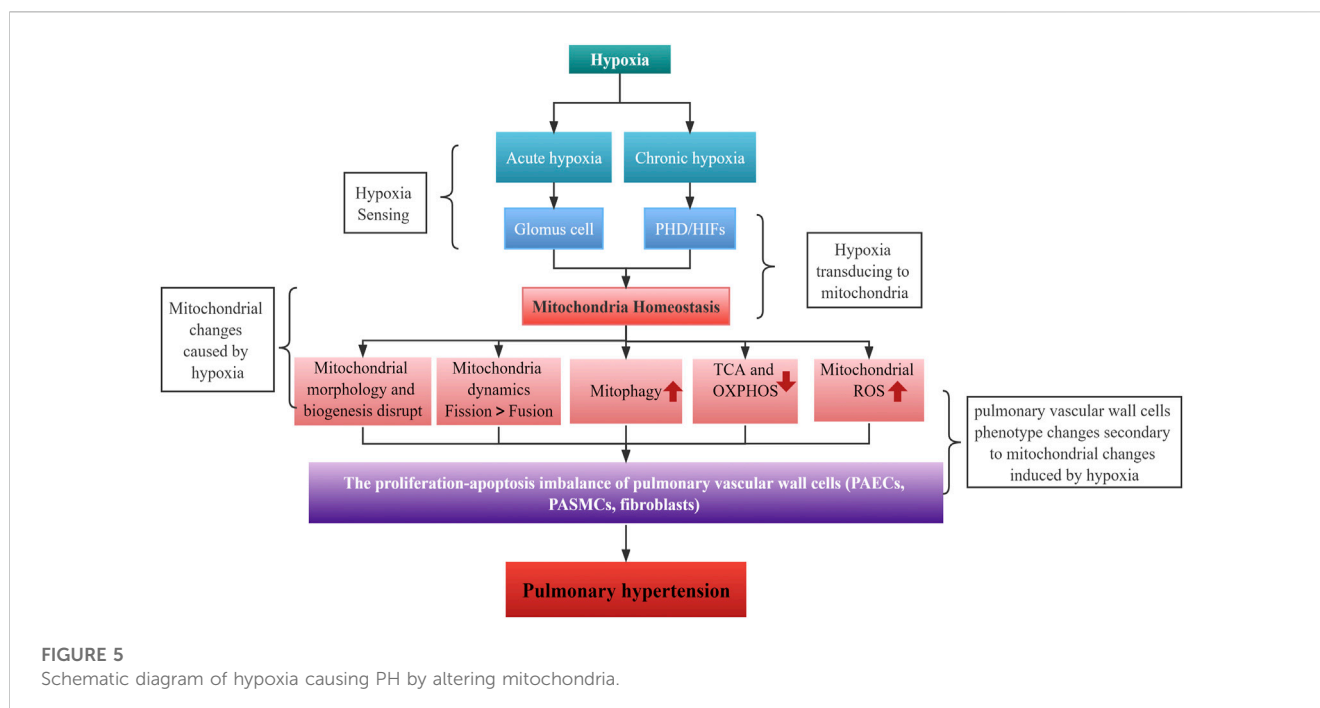 Hypoxia
Acute hypoxia
Chronic hypoxia
Hypoxia
Sensing
Glomus cell
PHD/HIFs
Hypoxia
transducing to
mitochondria
Mitochondria Homeostasis
Mitochondrial
changes
caused by
hypoxia
Mitochondrial
morphology and
biogenesis disrupt
Mitochondria
dynamics
Fission > Fusion
Mitophagy
TCA and
OXPHOS
Mitochondrial
ROS
pulmonary vascular wall cells
phenotype changes secondary
to mitochondrial changes
induced by hypoxia
The proliferation-apoptosis imbalance of pulmonary vascular wall cells (PAECs,
PASMCs, fibroblasts)
Pulmonary hypertension
FIGURE 5
Schematic diagram of hypoxia causing PH by altering mitochondria.